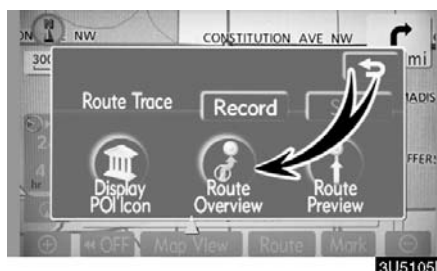 NW
CONSTITUTION AVE NW
300
mi
MADIS
Route Trace
Record
FFER
hr
Display
POI Icon
Route
Overview
Route
Preview
OFF
Map View
Route
Mark
3U5105